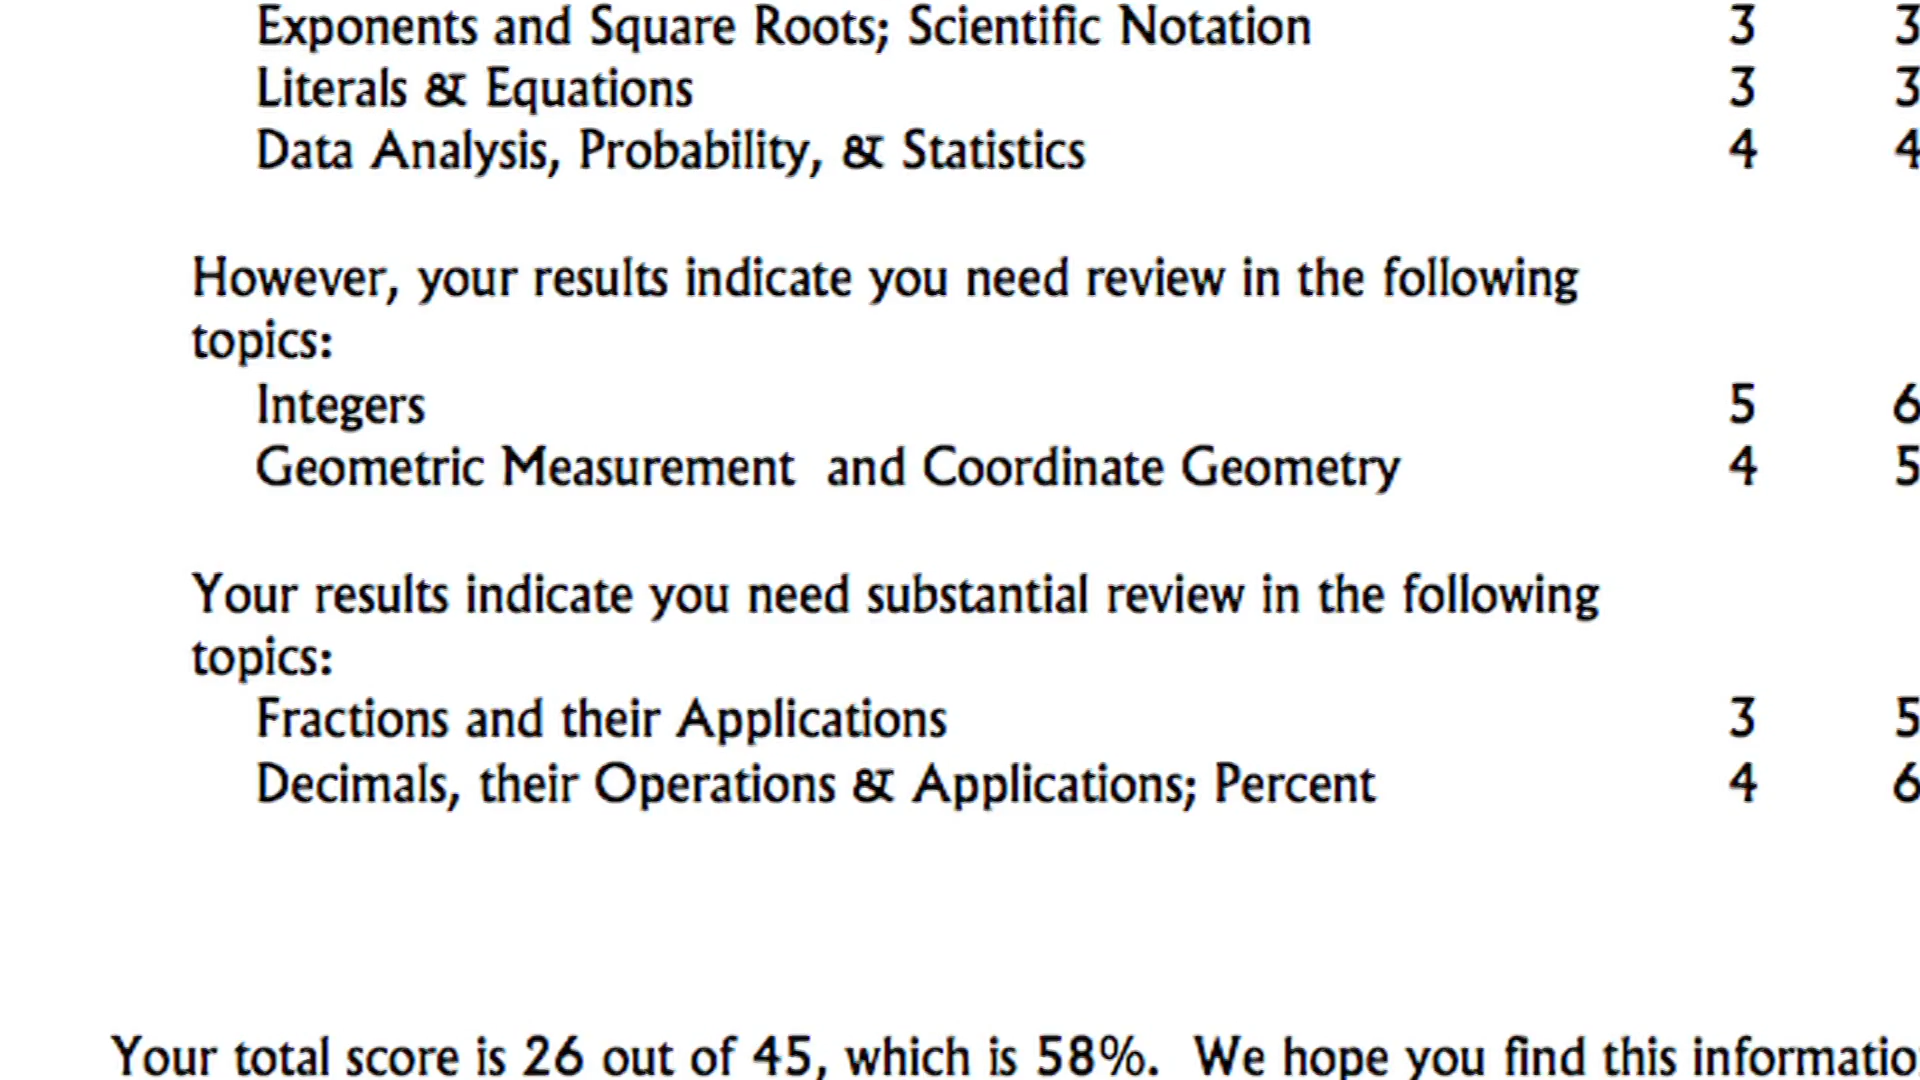 Exponents and Square Roots; Scientific Notation 3 3
Literals & Equations 3 3
Data Analysis, Probability, & Statistics 4 4
However, your results indicate you need review in the following
topics:
Integers 5 6
Geometric Measurement and Coordinate Geometry 4 5
Your results indicate you need substantial review in the following
topics:
Fractions and their Applications 3 5
Decimals, their Operations & Applications; Percent 4 6
Your total score is 26 out of 45, which is 58%. We hope you find this